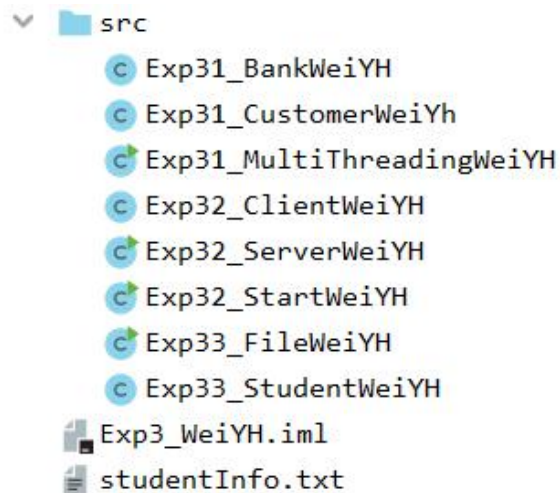 src
Exp31_BankWeiYH
Exp31_CustomerWeiYh
Exp31_MultiThreadingWeiYH
Exp32_ClientWeiYH
Exp32_ServerWeiYH
Exp32_StartWeiYH
Exp33_FileWeiYH
Exp33_StudentWeiYH
Exp3_WeiYH.iml
studentInfo.txt